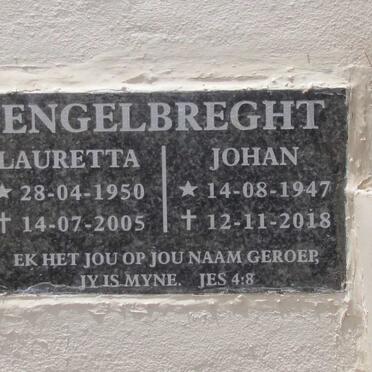 ENGELBREGHT
LAURETTA JOHAN
★ 28-04-1950 ★ 14-08-1947
✝ 14-07-2005 ✝ 12-11-2018
EK HET JOU OP JOU NAAM GEROEP,
JY IS MYNE. JES 4:8